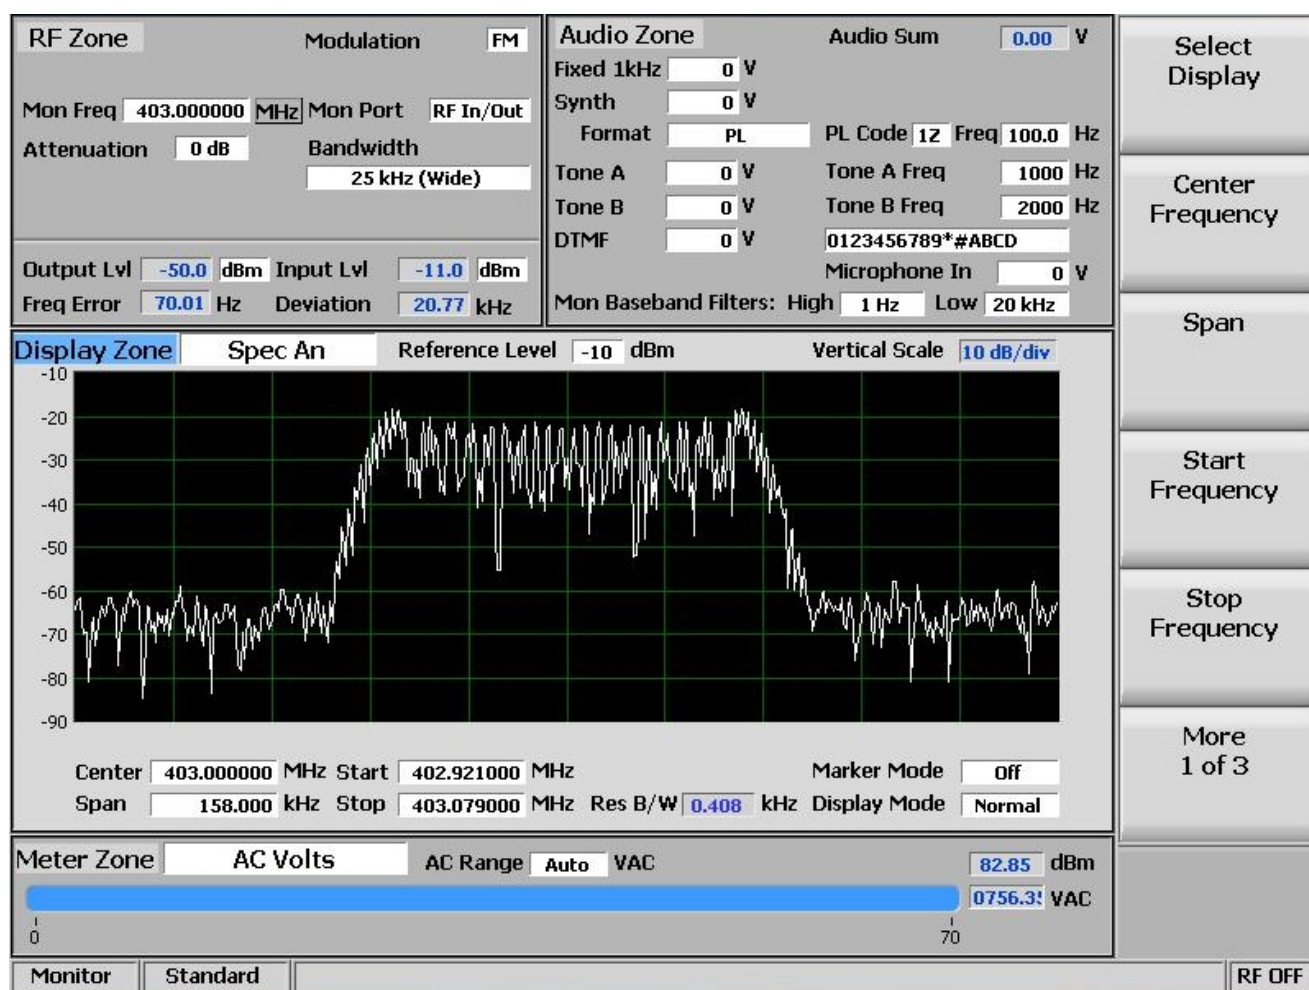 RF Zone Modulation FM
Mon Freq 403.000000 MHz Mon Port RF In/Out
Attenuation 0 dB Bandwidth
25 kHz (Wide)
Output Lvl -50.0 dBm Input Lvl -11.0 dBm
Freq Error 70.01 Hz Deviation 20.77 kHz
Audio Zone Audio Sum 0.00 V
Fixed 1kHz 0 V
Synth 0 V
Format PL PL Code 1Z Freq 100.0 Hz
Tone A 0 V Tone A Freq 1000 Hz
Tone B 0 V Tone B Freq 2000 Hz
DTMF 0 V 0123456789*#ABCD
Microphone In 0 V
Mon Baseband Filters: High 1 Hz Low 20 kHz
Display Zone Spec An Reference Level -10 dBm Vertical Scale 10 dB/div
-10
-20
-30
-40
-50
-60
-70
-80
-90
Center 403.000000 MHz Start 402.921000 MHz Marker Mode Off
Span 158.000 kHz Stop 403.079000 MHz Res B/W 0.408 kHz Display Mode Normal
Meter Zone AC Volts AC Range Auto VAC 82.85 dBm
0756.3 VAC
0 70
Monitor Standard RF OFF
Select
Display
Center
Frequency
Span
Start
Frequency
Stop
Frequency
More
1 of 3